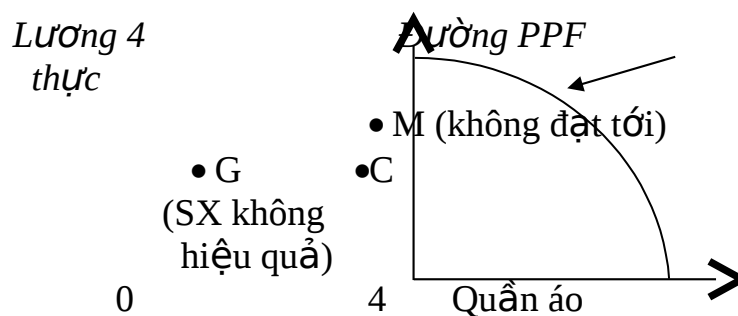 Lương 4 Đường PPF
thực
M (không đạt tới)
G C
(SX không
hiệu quả)
0 4 Quần áo